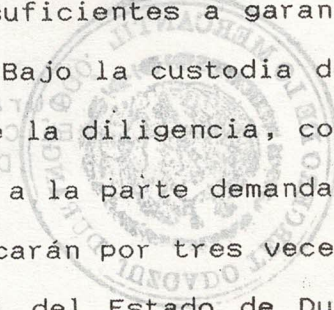 suficientes a garan
Bajo la custodia d
e la diligencia, co
a la parte demanda
carán por tres vece
del Estado de Du